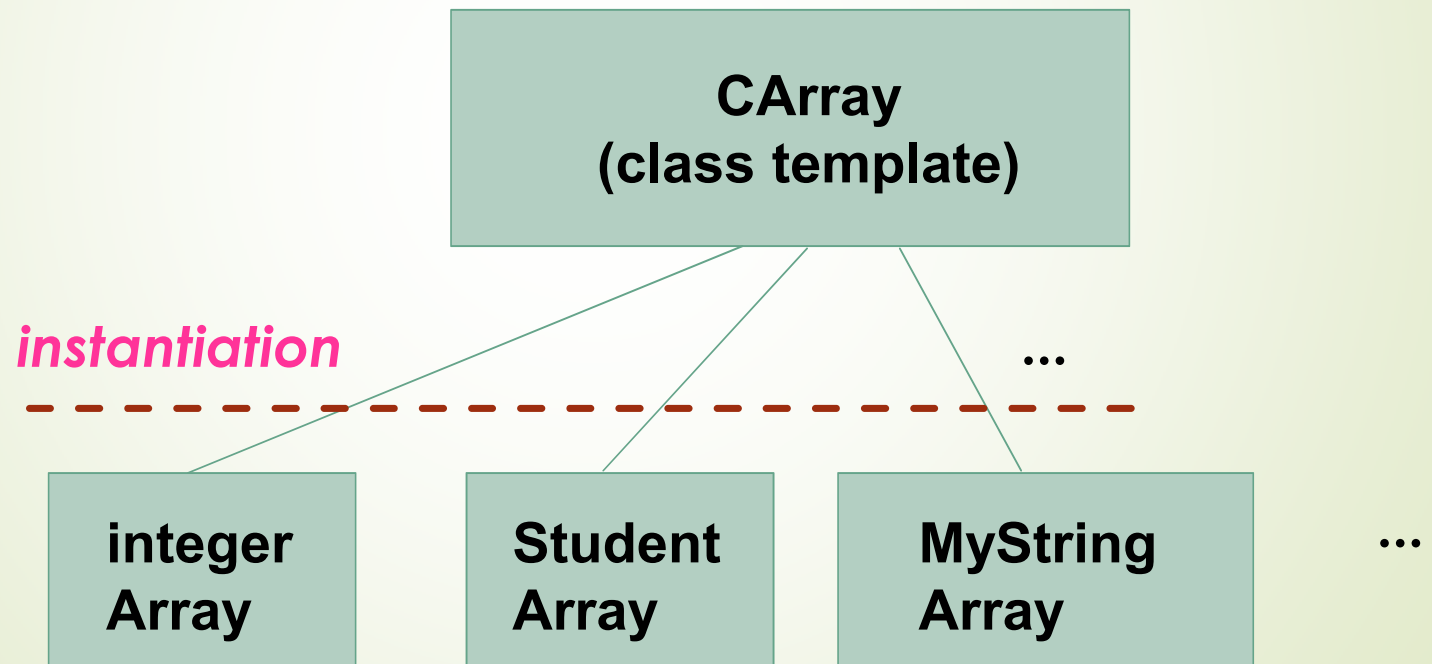 CArray
(class template)
instantiation
...
integer
Array
Student
Array
MyString
Array
...